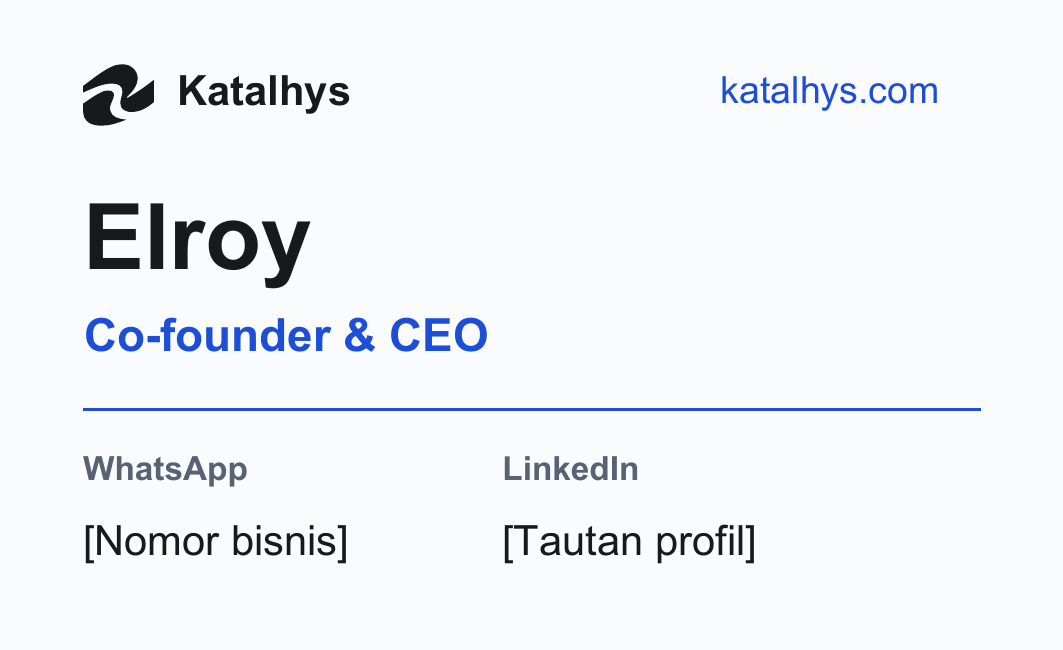 Katalhys
katalhys.com
Elroy
Co-founder & CEO
WhatsApp
LinkedIn
[Nomor bisnis]
[Tautan profil]